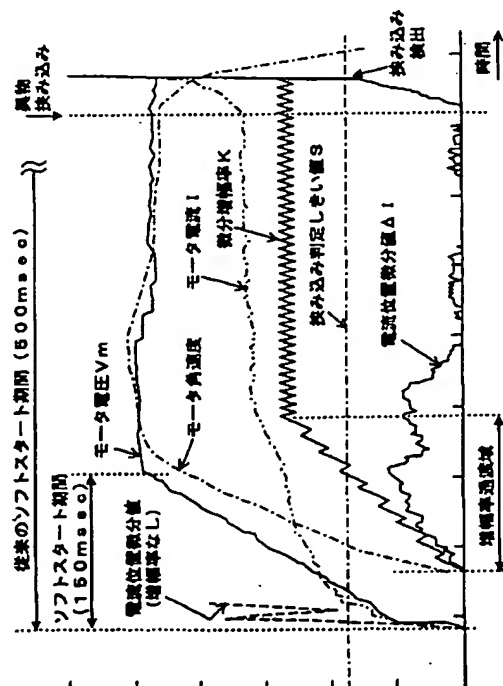 従来のソフトスタート期間(500msec)
異物
挟み込み
ソフトスタート期間
(150msec)
モータ電圧Vm
モータ角速度
電流位置微分値
(増幅率なし)
モータ電流I
微分増幅率K
挟み込み判定しきい値S
挟み込み
検出
電流位置微分値ΔI
増幅率過渡域
時間